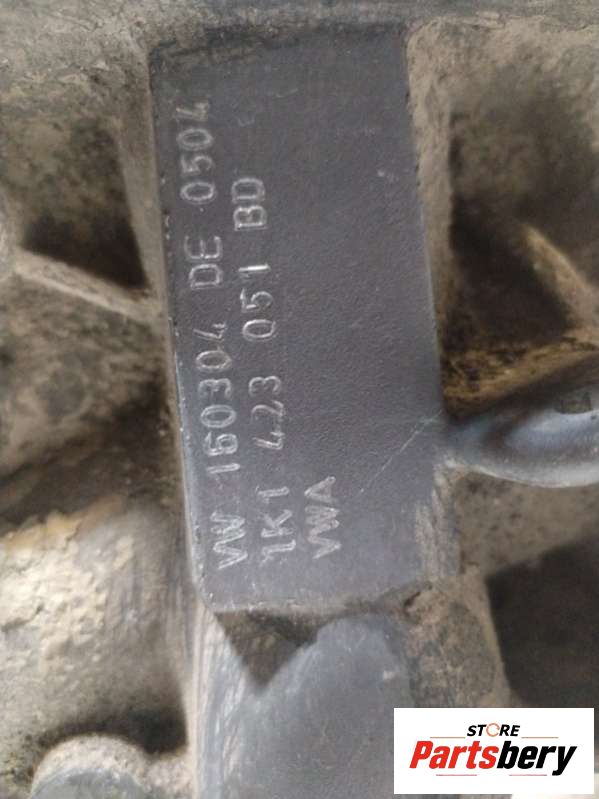 VW 160304 DE 0504
1K1 423 051 BD
VWA
STORE
Partsbery